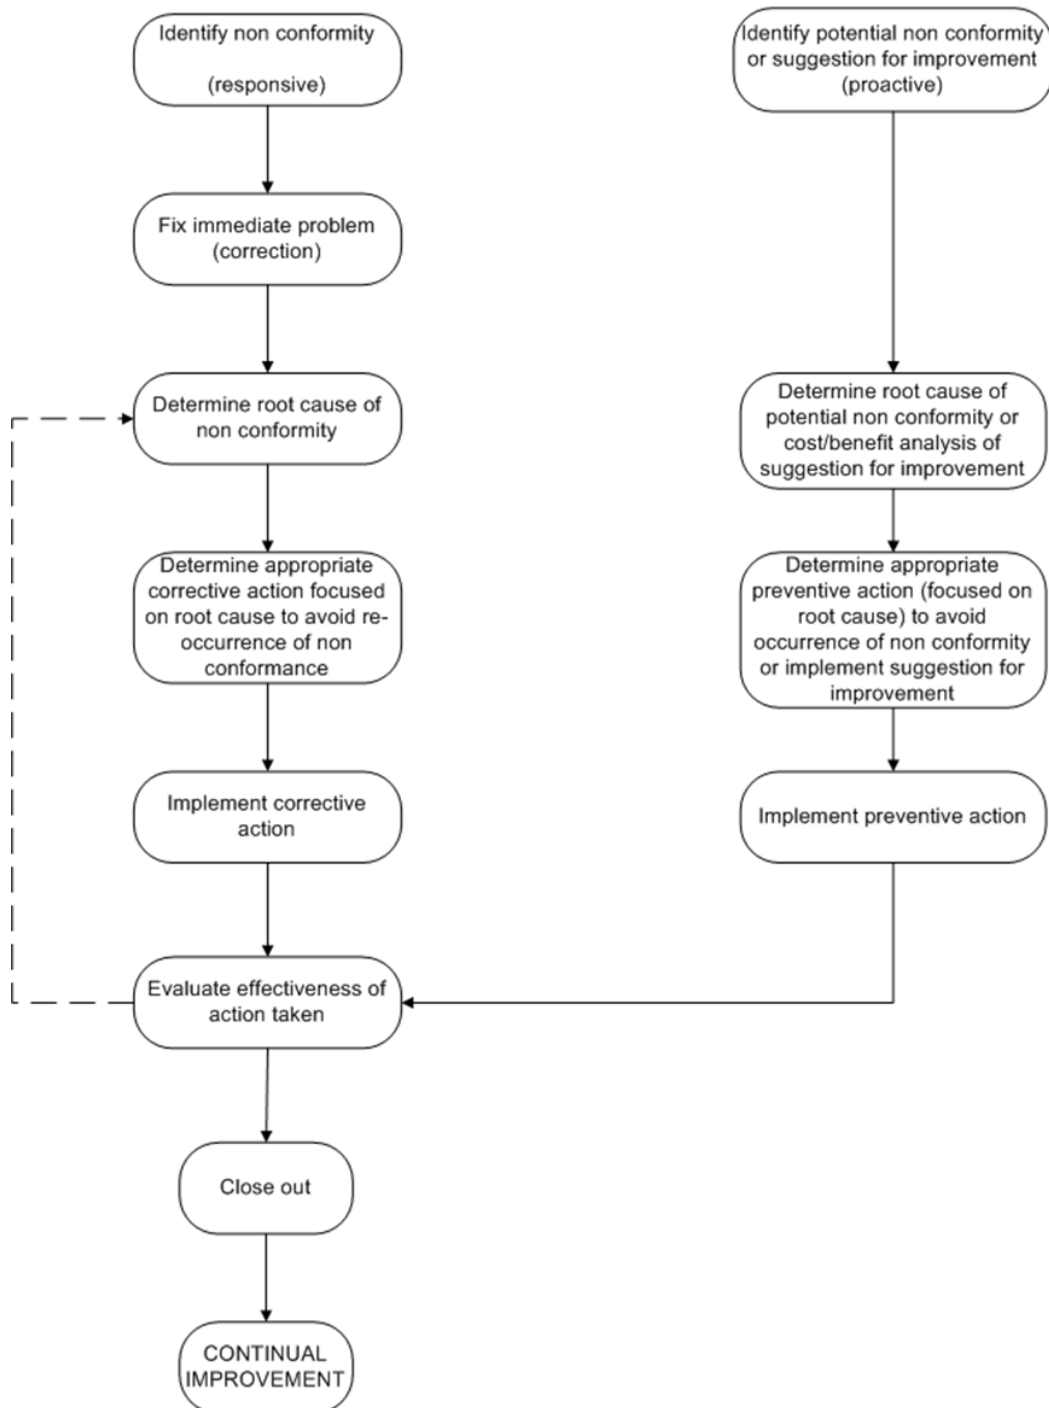 Identify non conformity
(responsive)
Fix immediate problem
(correction)
Determine root cause of
non conformity
Determine appropriate
corrective action focused
on root cause to avoid re-
occurrence of non
conformance
Implement corrective
action
Evaluate effectiveness of
action taken
Close out
CONTINUAL
IMPROVEMENT
Identify potential non conformity
or suggestion for improvement
(proactive)
Determine root cause of
potential non conformity or
cost/benefit analysis of
suggestion for improvement
Determine appropriate
preventive action (focused on
root cause) to avoid
occurrence of non conformity
or implement suggestion for
improvement
Implement preventive action